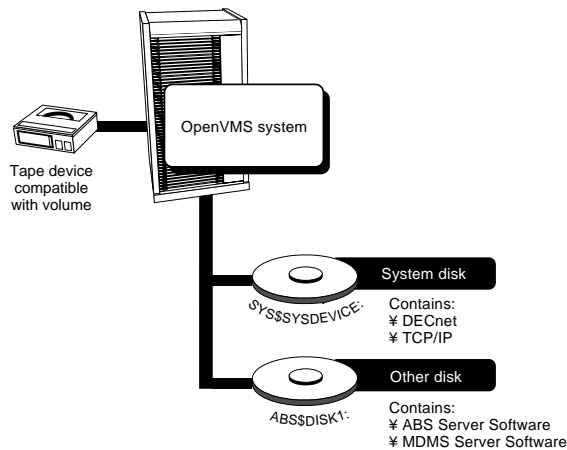 OpenVMS system
Tape device
compatible
with volume
System disk
SYS$SYSDEVICE:
Contains:
¥ DECnet
¥ TCP/IP
Other disk
ABS$DISK1:
Contains:
¥ ABS Server Software
¥ MDMS Server Software